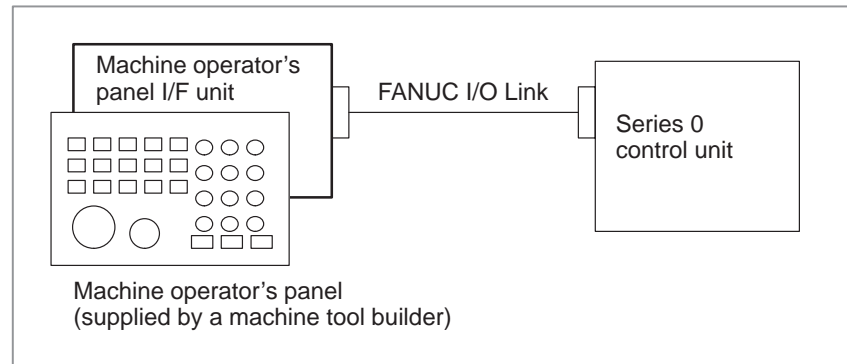 Machine operator’s
panel I/F unit
FANUC I/O Link
Series 0
control unit
Machine operator’s panel
(supplied by a machine tool builder)